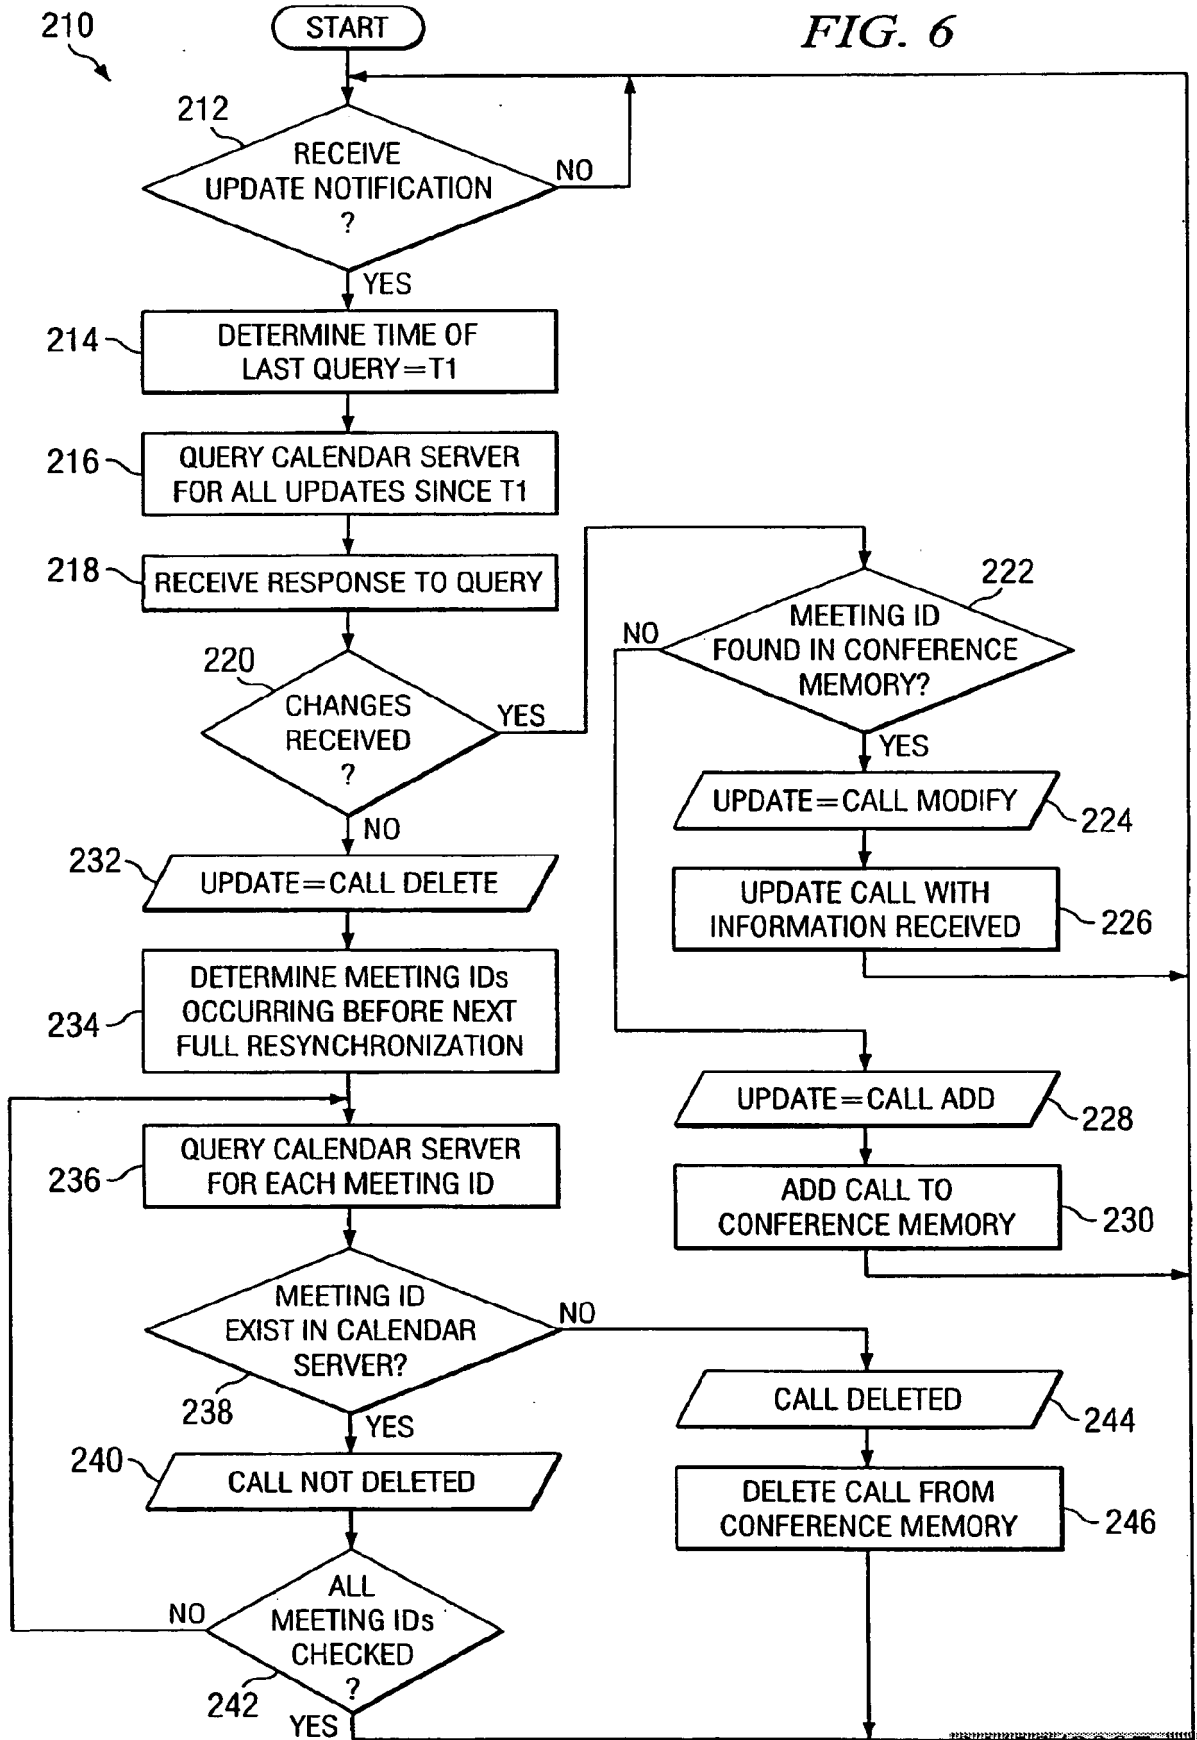 210
START
FIG. 6
212
RECEIVE
UPDATE NOTIFICATION
?
NO
YES
214
DETERMINE TIME OF
LAST QUERY=T1
216
QUERY CALENDAR SERVER
FOR ALL UPDATES SINCE T1
218
RECEIVE RESPONSE TO QUERY
220
CHANGES
RECEIVED
?
YES
NO
222
MEETING ID
FOUND IN CONFERENCE
MEMORY?
NO
YES
UPDATE=CALL MODIFY
224
UPDATE CALL WITH
INFORMATION RECEIVED
226
UPDATE=CALL ADD
228
ADD CALL TO
CONFERENCE MEMORY
230
232
UPDATE=CALL DELETE
234
DETERMINE MEETING IDs
OCCURRING BEFORE NEXT
FULL RESYNCHRONIZATION
236
QUERY CALENDAR SERVER
FOR EACH MEETING ID
MEETING ID
EXIST IN CALENDAR
SERVER?
238
NO
YES
240
CALL NOT DELETED
CALL DELETED
244
DELETE CALL FROM
CONFERENCE MEMORY
246
ALL
MEETING IDs
CHECKED
?
242
NO
YES